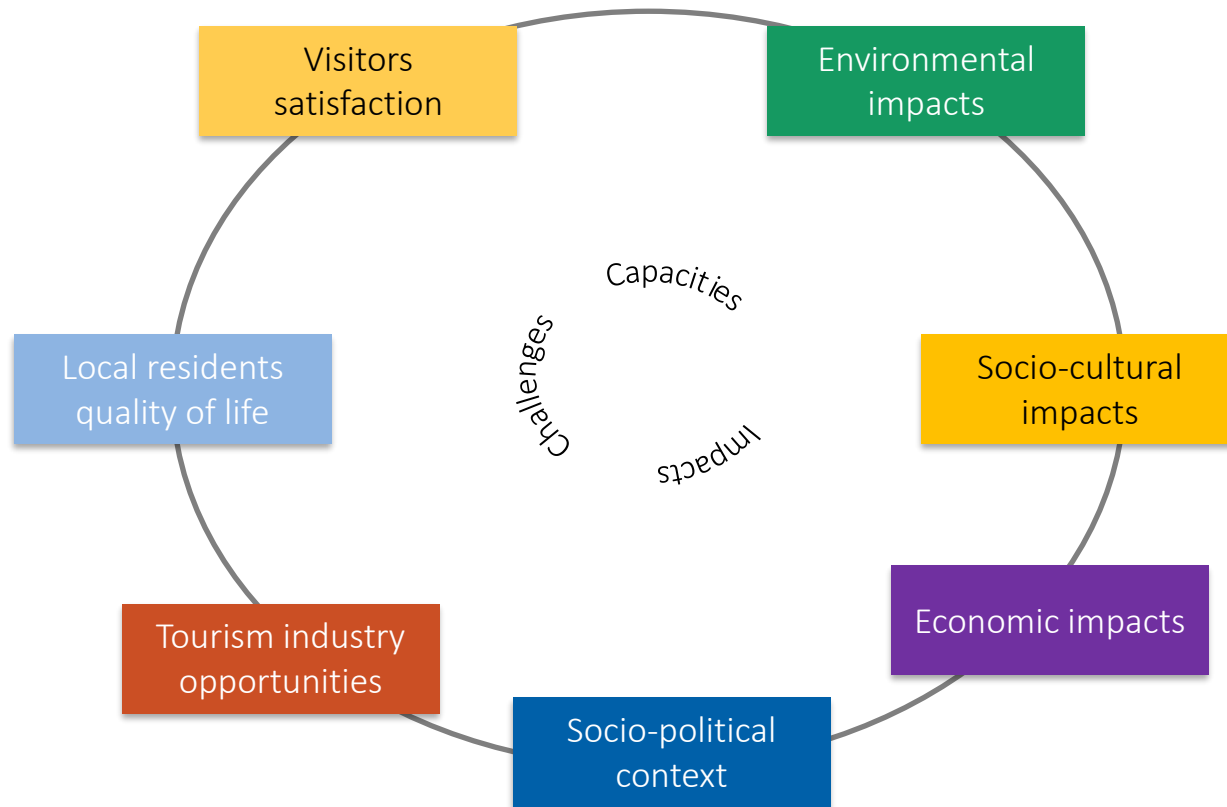 Visitors
satisfaction
Environmental
impacts
Capacities
Challenges
Impacts
Local residents
quality of life
Socio-cultural
impacts
Economic impacts
Tourism industry
opportunities
Socio-political
context